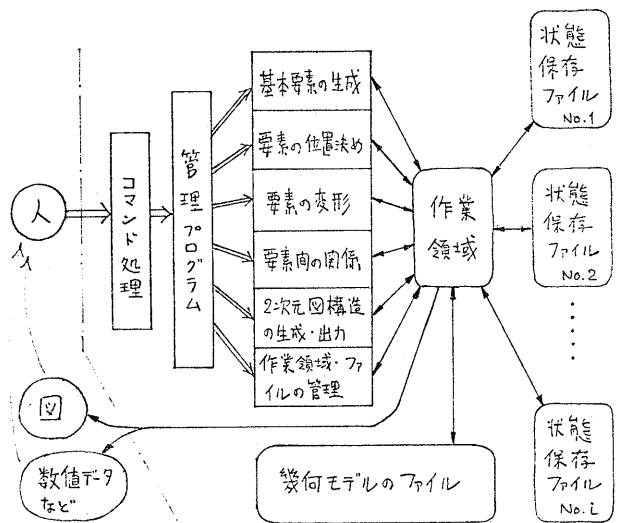 人
コマンド処理
管理プログラム
基本要素の生成
要素の位置決め
要素の変形
要素間の関係
2次元図構造
の生成・出力
作業領域・ファ
イルの管理
作業
領域
状態
保存
ファイル
No.1
状態
保存
ファイル
No.2
状態
保存
ファイル
No.i
図
数値データ
など
幾何モデルのファイル